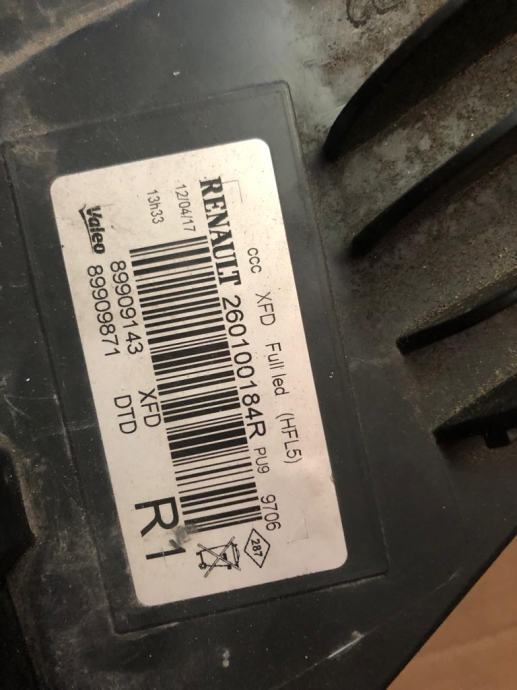 ccc XFD Full led (HFL5)
RENAULT 260100184R PU9 9706
12/04/17
13h33
287
Valeo 89909143 XFD
89909871 DTD
R1